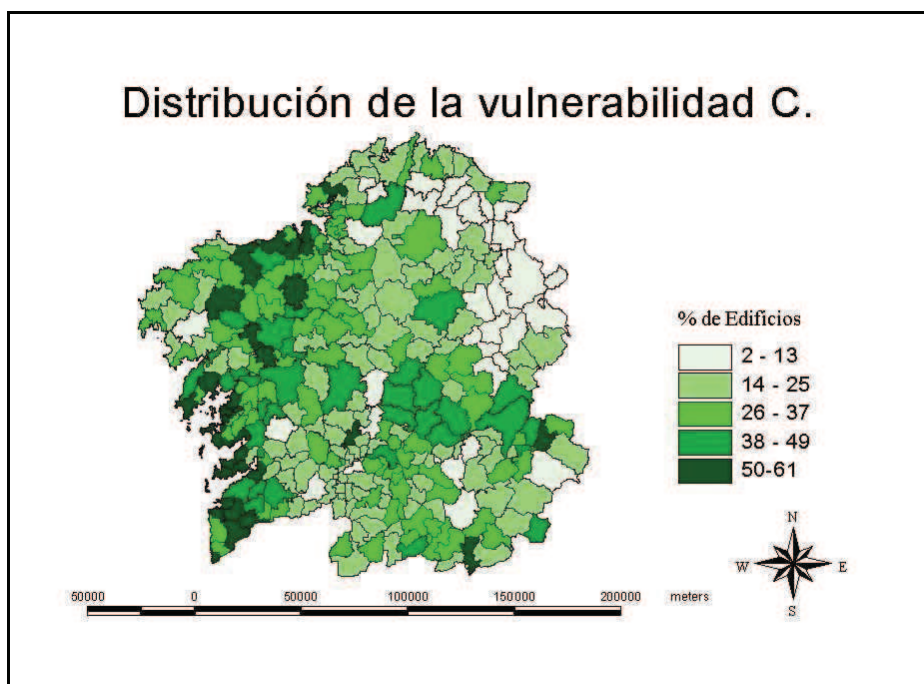 Distribución de la vulnerabilidad C.
% de Edificios
2 - 13
14 - 25
26 - 37
38 - 49
50-61
N
W E
S
50000 0 50000 100000 150000 200000 meters